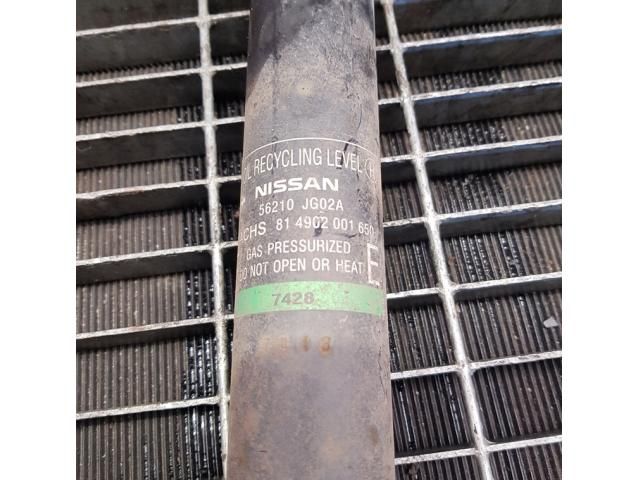 IL RECYCLING LEVEL (H
NISSAN
56210 JG02A
CHS 81 4902 001 650
GAS PRESSURIZED
DO NOT OPEN OR HEAT
E
7428